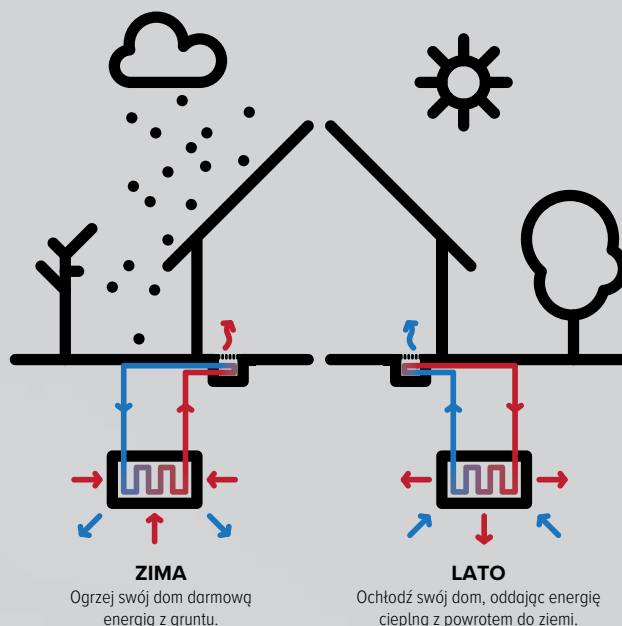 ZIMA
Ogrzej swój dom darmową
energią z gruntu.
LATO
Ochłodź swój dom, oddając energię
cieplną z powrotem do ziemi.